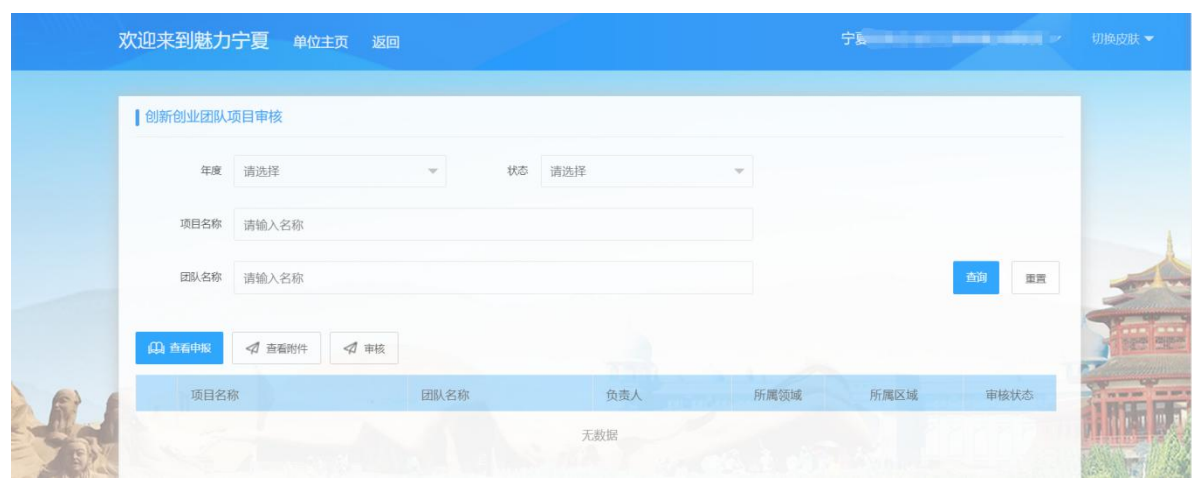 欢迎来到魅力宁夏 单位主页 返回 宁夏 切换皮肤
创新创业团队项目审核
年度 请选择 状态 请选择
项目名称 请输入名称
团队名称 请输入名称 查询 重置
查看申报 查看附件 审核
项目名称 团队名称 负责人 所属领域 所属区域 审核状态
无数据